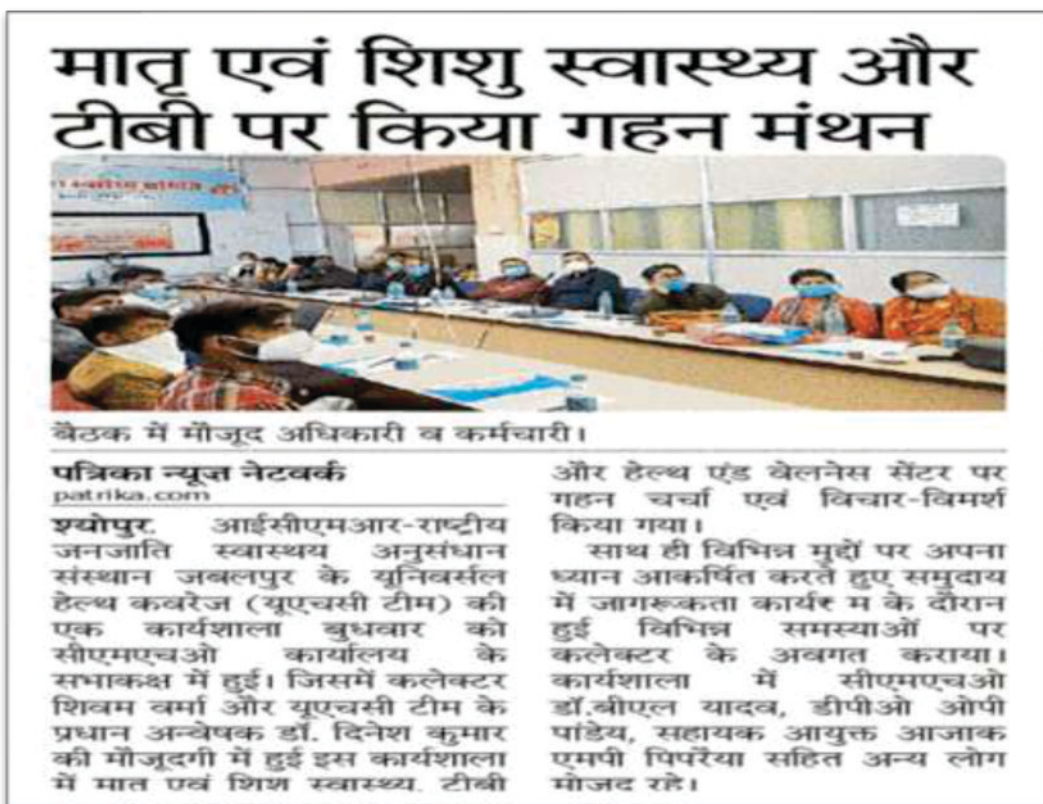 मातृ एवं शिशु स्वास्थ्य और
टीबी पर किया गहन मंथन
बैठक में मौजूद अधिकारी व कर्मचारी।
पत्रिका न्यूज नेटवर्क
patrika.com
श्योपुर. आईसीएमआर-राष्ट्रीय
जनजाति स्वास्थय अनुसंधान
संस्थान जबलपुर के यूनिवर्सल
हेल्थ कवरेज (यूएचसी टीम) की
एक कार्यशाला बुधवार को
सीएमएचओ कार्यालय के
सभाकक्ष में हुई। जिसमें कलेक्टर
शिवम वर्मा और यूएचसी टीम के
प्रधान अन्वेषक डॉ. दिनेश कुमार
की मौजूदगी में हुई इस कार्यशाला
में मात एवं शिश स्वास्थ्य. टीबी
और हेल्थ एंड वेलनेस सेंटर पर
गहन चर्चा एवं विचार-विमर्श
किया गया।
साथ ही विभिन्न मुद्दों पर अपना
ध्यान आकर्षित करते हुए समुदाय
में जागरूकता कार्यर म के दौरान
हुई विभिन्न समस्याओं पर
कलेक्टर के अवगत कराया।
कार्यशाला में सीएमएचओ
डॉ.बीएल यादव, डीपीओ ओपी
पांडेय, सहायक आयुक्त आजाक
एमपी पिपरैया सहित अन्य लोग
मोजद रहे।